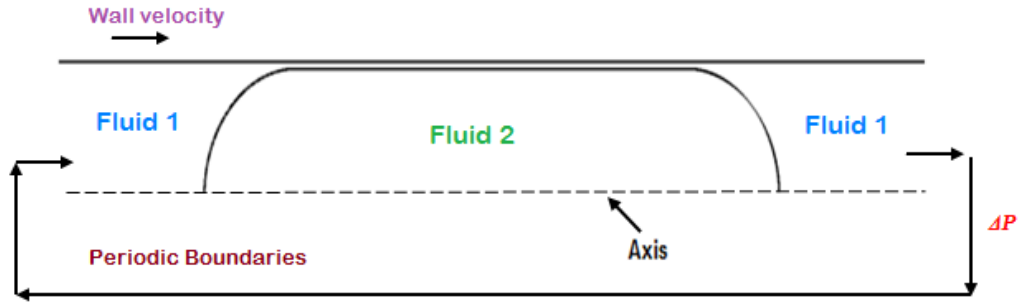 Wall velocity
Fluid 1
Fluid 2
Fluid 1
ΔP
Axis
Periodic Boundaries